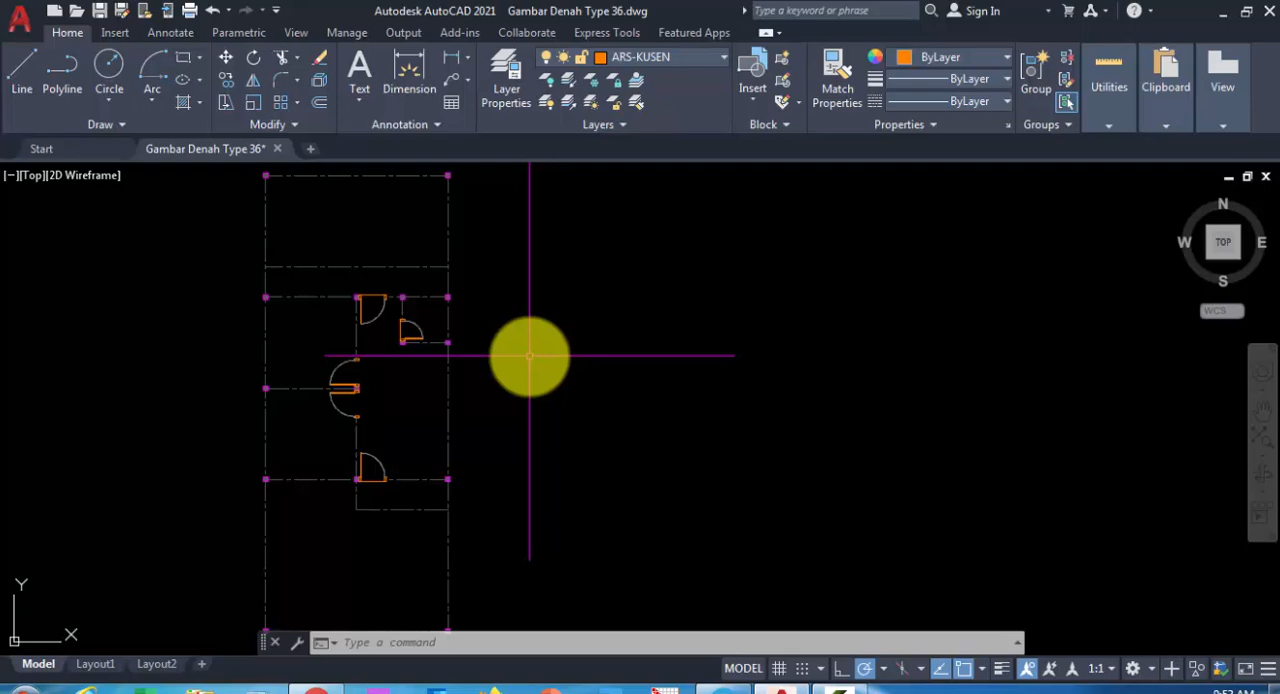 Autodesk AutoCAD 2021 Gambar Denah Type 36.dwg
Type a keyword or phrase
Sign In
Home Insert Annotate Parametric View Manage Output Add-ins Collaborate Express Tools Featured Apps
Line Polyline Circle Arc
Text Dimension
Layer Properties
ARS-KUSEN
Insert
Match Properties
ByLayer
ByLayer
ByLayer
Group
Utilities
Clipboard
View
Draw Modify Annotation Layers Block Properties Groups
Start Gambar Denah Type 36*
[−][Top][2D Wireframe]
N
W TOP E
S
WCS
Y
X
Type a command
Model Layout1 Layout2
MODEL 1:1